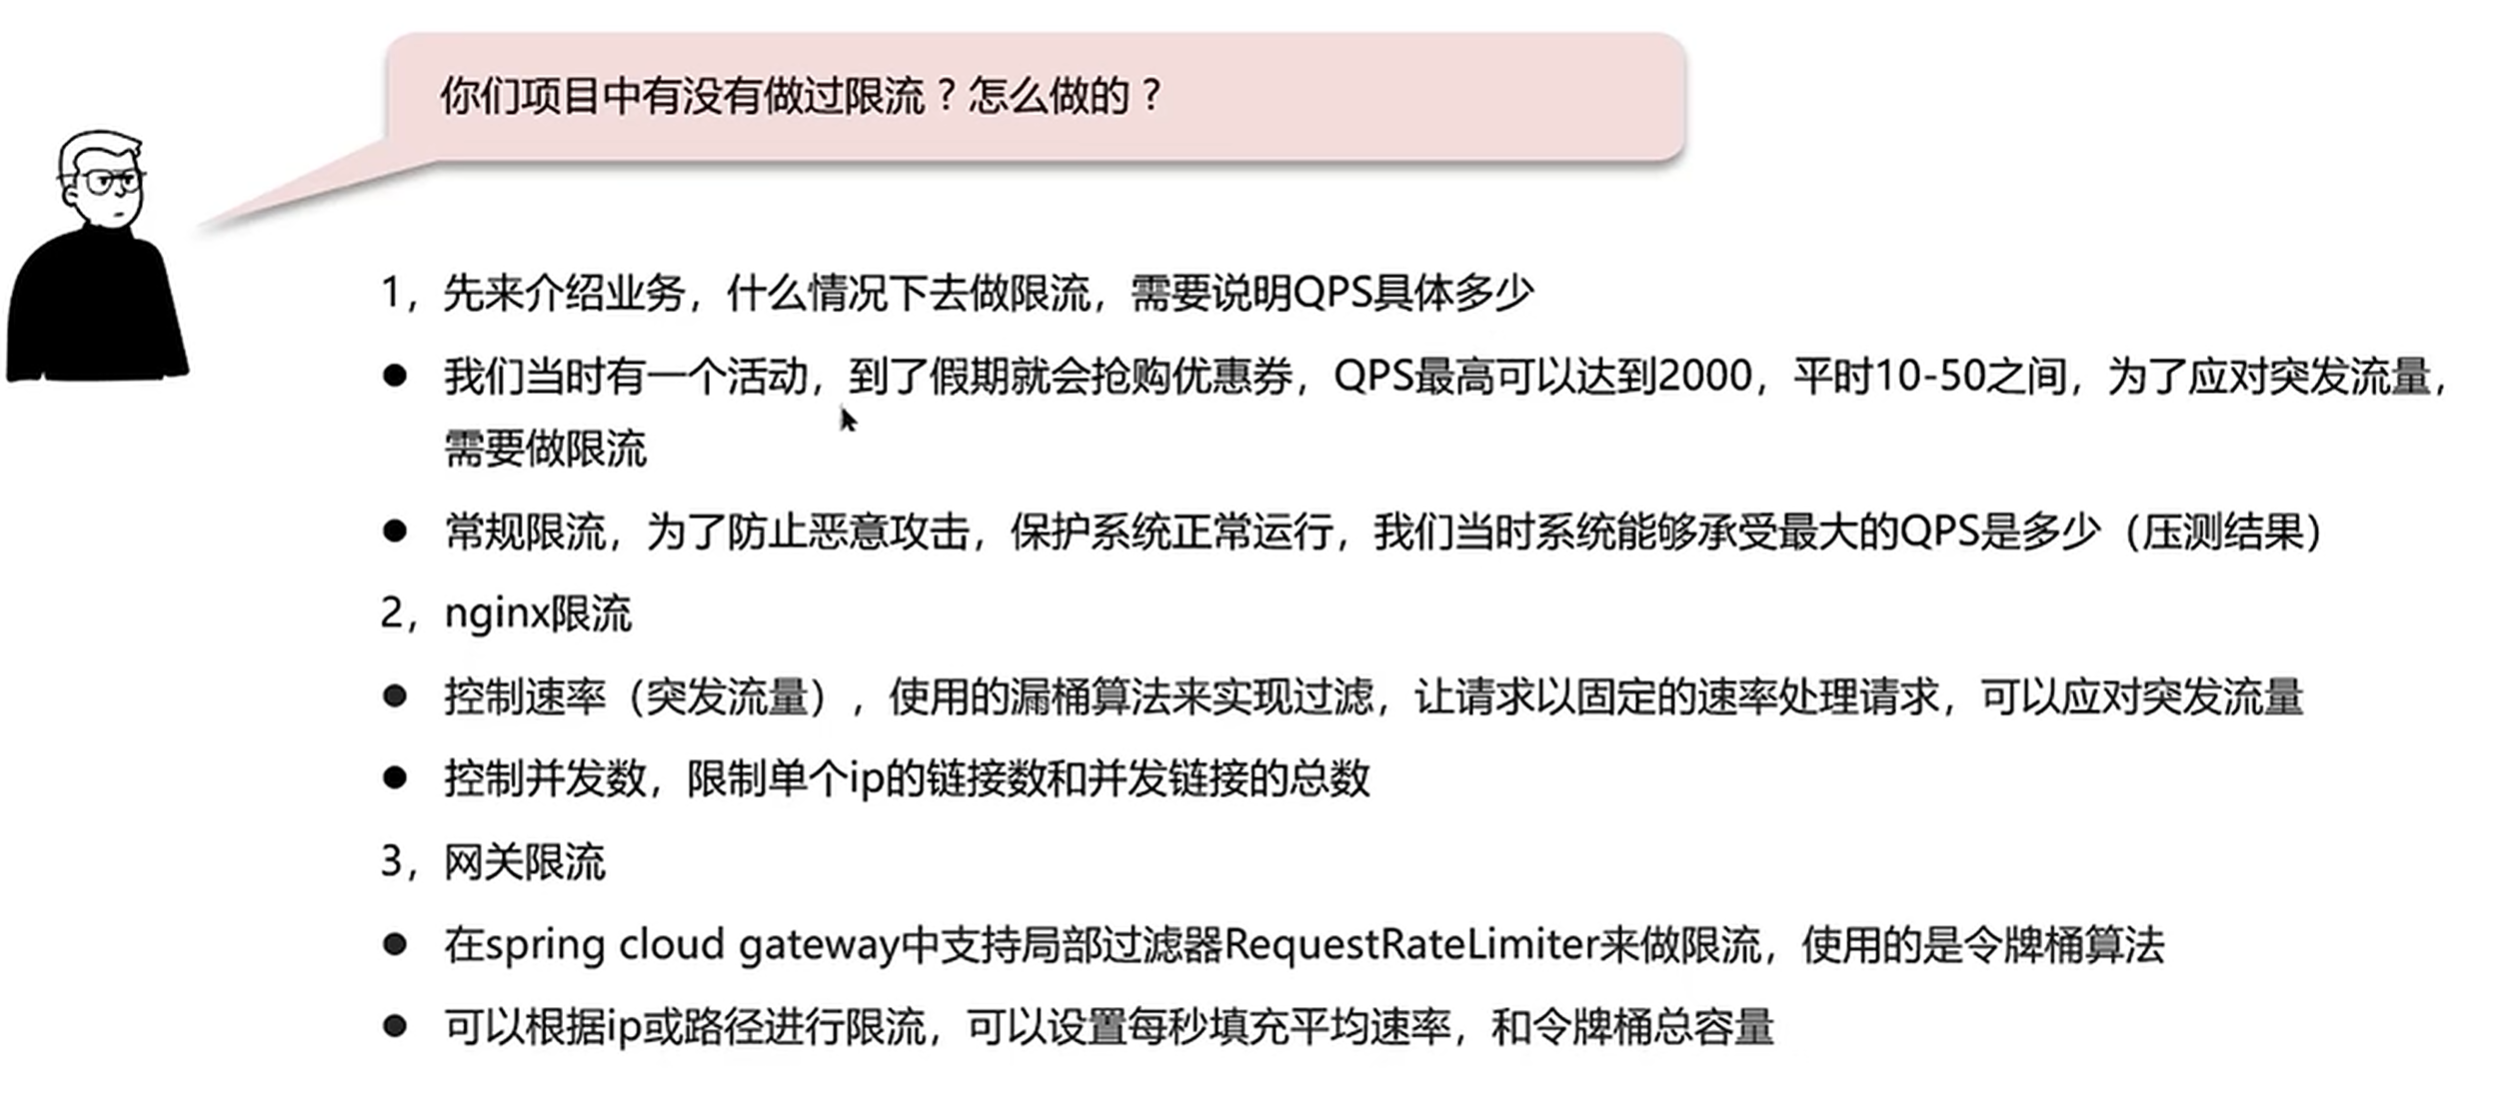 你们项目中有没有做过限流？怎么做的？
1，先来介绍业务，什么情况下去做限流，需要说明QPS具体多少
● 我们当时有一个活动，到了假期就会抢购优惠券，QPS最高可以达到2000，平时10-50之间，为了应对突发流量，
需要做限流
● 常规限流，为了防止恶意攻击，保护系统正常运行，我们当时系统能够承受最大的QPS是多少（压测结果）
2，nginx限流
● 控制速率（突发流量），使用的漏桶算法来实现过滤，让请求以固定的速率处理请求，可以应对突发流量
● 控制并发数，限制单个ip的链接数和并发链接的总数
3，网关限流
● 在spring cloud gateway中支持局部过滤器RequestRateLimiter来做限流，使用的是令牌桶算法
● 可以根据ip或路径进行限流，可以设置每秒填充平均速率，和令牌桶总容量